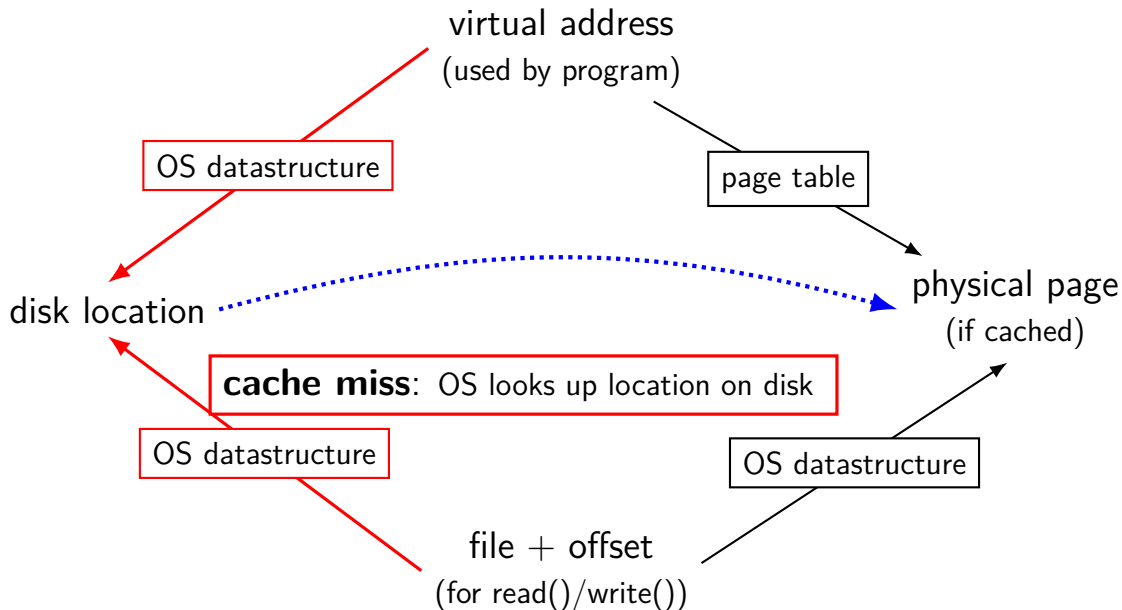 virtual address
(used by program)
OS datastructure
page table
disk location
physical page
(if cached)
cache miss: OS looks up location on disk
OS datastructure
OS datastructure
file + offset
(for read()/write())